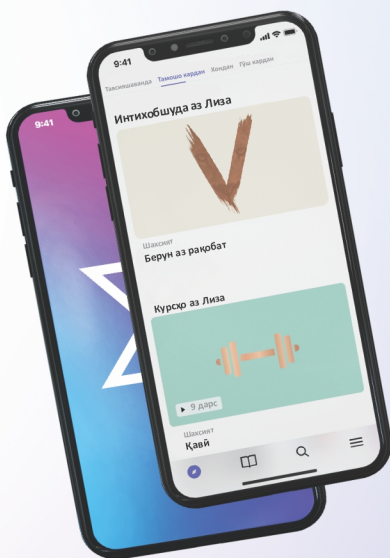 9:41
9:41
Тавсияшаванда Тамошо кардан Хондан Гӯш кардан
Интихобшуда аз Лиза
Шахсият
Берун аз рақобат
Курсҳо аз Лиза
9 дарс
Шахсият
Қавӣ